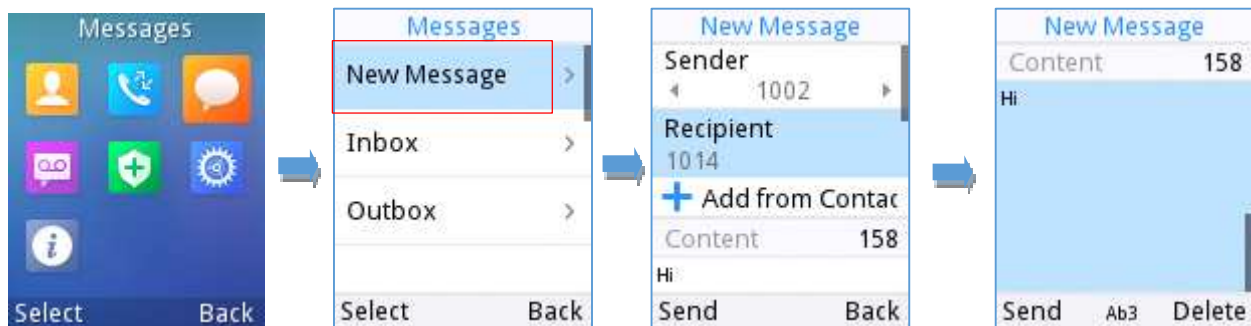 Messages
Select Back
Messages
New Message
Inbox
Outbox
Select Back
New Message
Sender
1002
Recipient
1014
Add from Contac
Content 158
Hi
Send Back
New Message
Content 158
Hi
Send Ab3 Delete